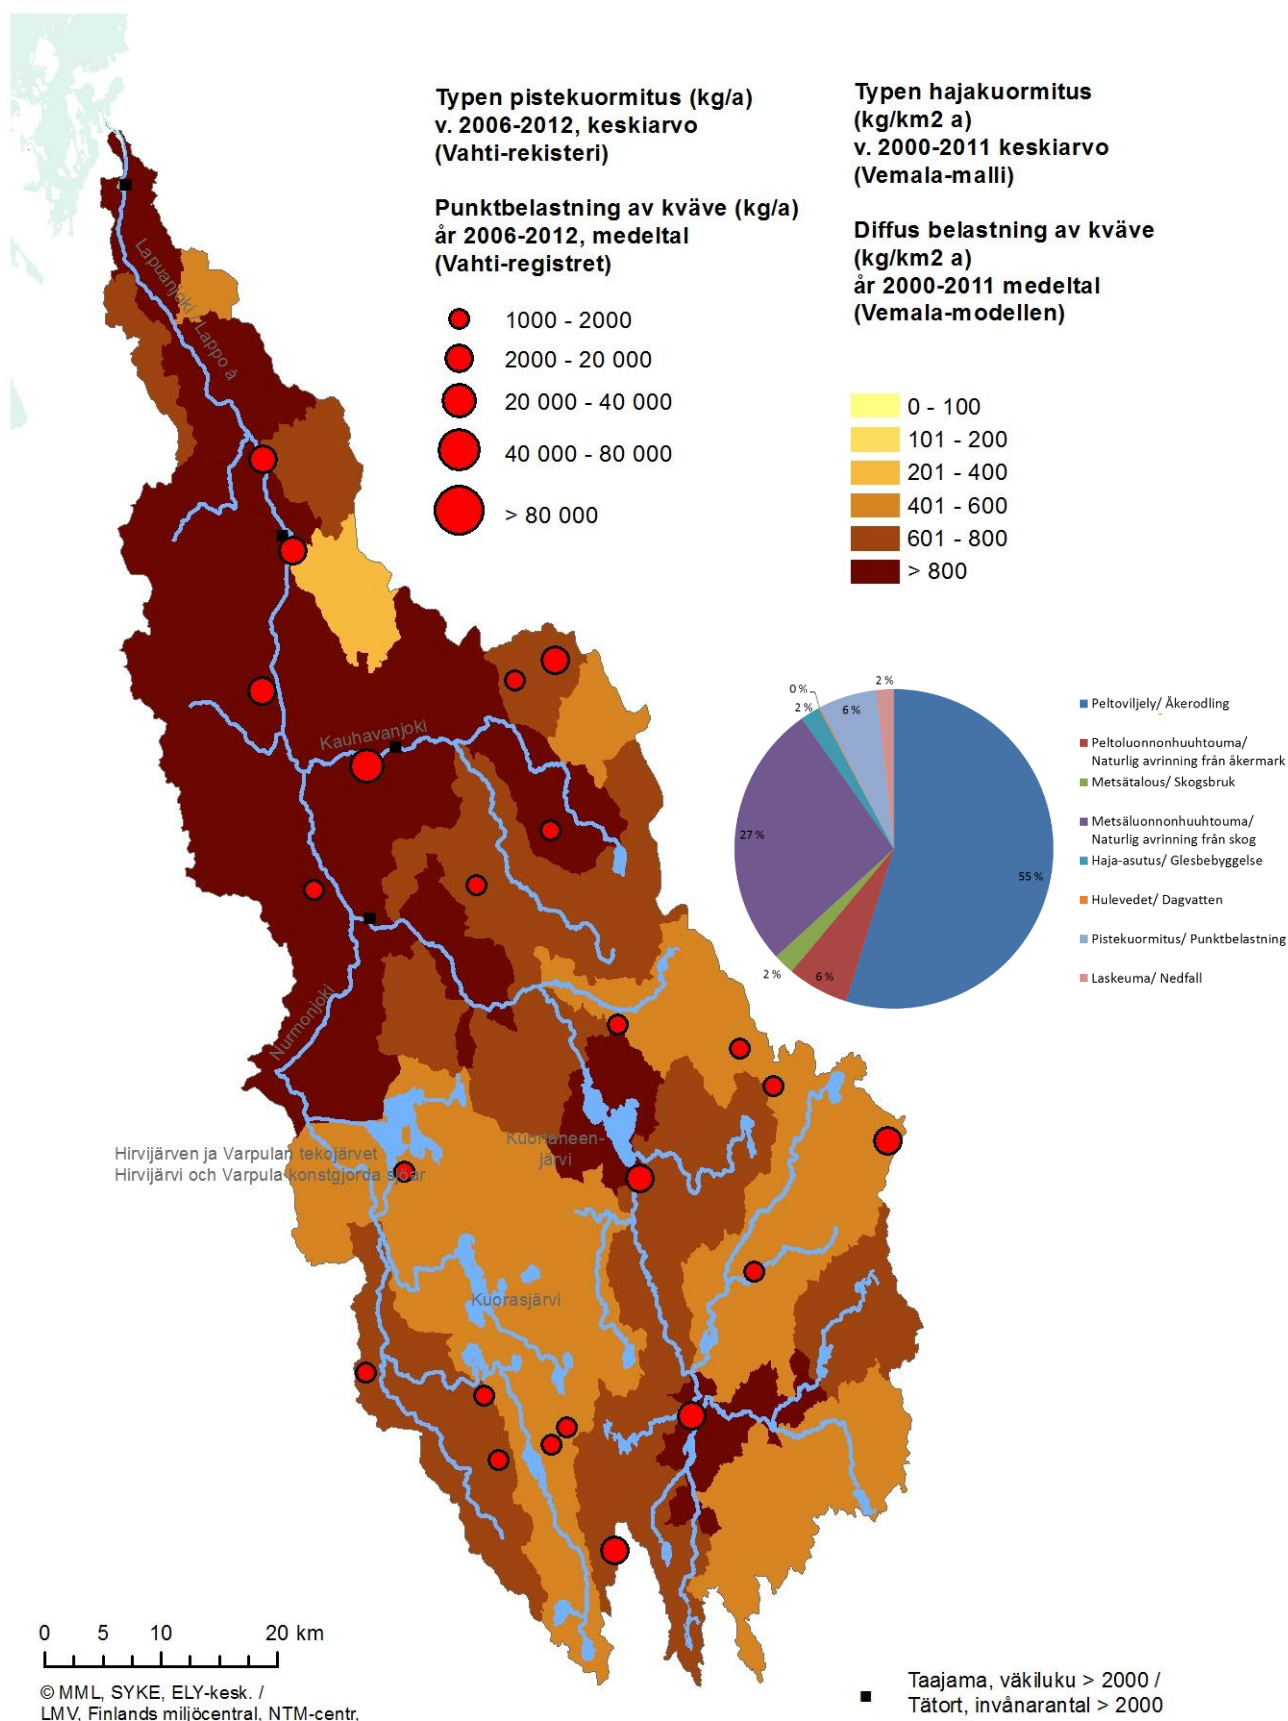 Typen pistekuormitus (kg/a)
v. 2006-2012, keskiarvo
(Vahti-rekisteri)
Punktbelastning av kväve (kg/a)
år 2006-2012, medeltal
(Vahti-registret)
1000 - 2000
2000 - 20 000
20 000 - 40 000
40 000 - 80 000
> 80 000
Typen hajakuormitus
(kg/km2 a)
v. 2000-2011 keskiarvo
(Vemala-malli)
Diffus belastning av kväve
(kg/km2 a)
år 2000-2011 medeltal
(Vemala-modellen)
0 - 100
101 - 200
201 - 400
401 - 600
601 - 800
> 800
Lapuanjoki / Lappo å
Kauhavanjoki
Nurmonjoki
Hirvijärven ja Varpulan tekojärvet
Hirvijärvi och Varpula konstgjorda sjöar
Kuortaneen-
järvi
Kuorasjärvi
0 %
2 %
6 %
2 %
27 %
55 %
2 %
6 %
Peltoviljely/ Åkerodling
Peltoluonnonhuuhtouma/
Naturlig avrinning från åkermark
Metsätalous/ Skogsbruk
Metsäluonnonhuuhtouma/
Naturlig avrinning från skog
Haja-asutus/ Glesbebyggelse
Hulevedet/ Dagvatten
Pistekuormitus/ Punktbelastning
Laskeuma/ Nedfall
0 5 10 20 km
© MML, SYKE, ELY-kesk. /
LMV, Finlands miljöcentral, NTM-centr,
Taajama, väkiluku > 2000 /
Tätort, invånarantal > 2000